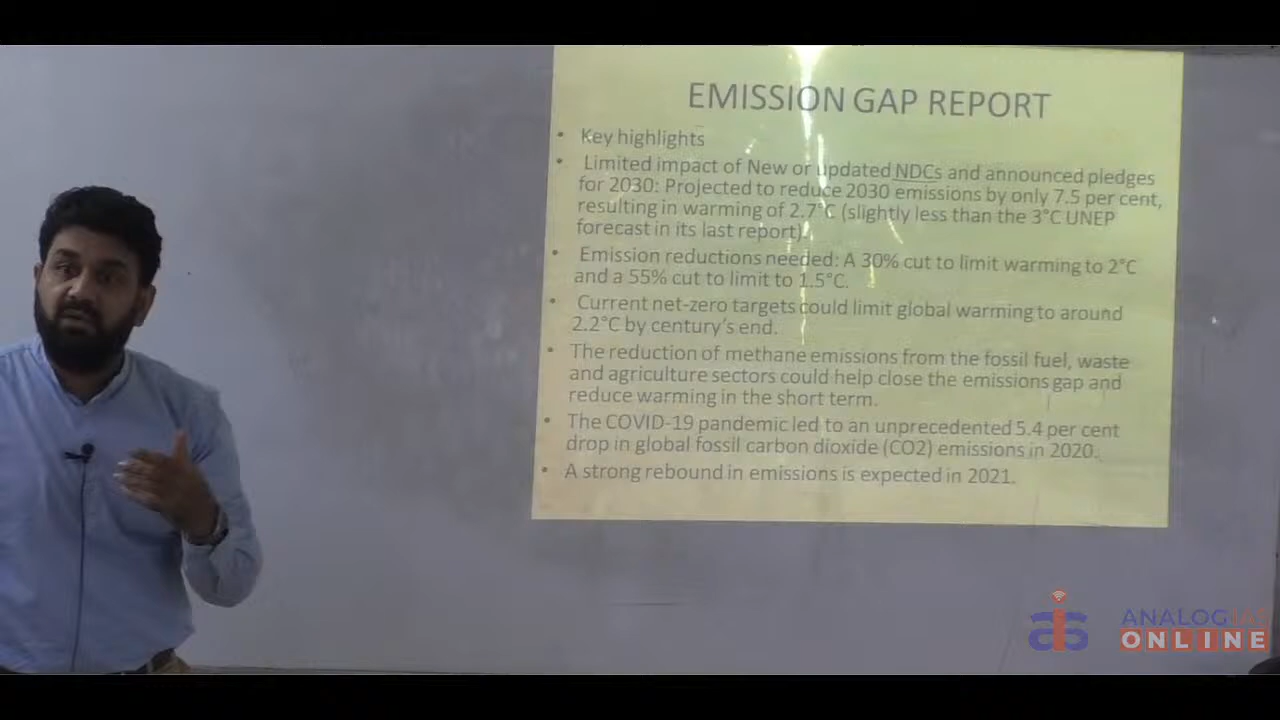 EMISSION GAP REPORT
• Key highlights
• Limited impact of New or updated NDCs and announced pledges
for 2030: Projected to reduce 2030 emissions by only 7.5 per cent,
resulting in warming of 2.7°C (slightly less than the 3°C UNEP
forecast in its last report).
• Emission reductions needed: A 30% cut to limit warming to 2°C
and a 55% cut to limit to 1.5°C.
• Current net-zero targets could limit global warming to around
2.2°C by century's end.
• The reduction of methane emissions from the fossil fuel, waste
and agriculture sectors could help close the emissions gap and
reduce warming in the short term.
• The COVID-19 pandemic led to an unprecedented 5.4 per cent
drop in global fossil carbon dioxide (CO2) emissions in 2020.
• A strong rebound in emissions is expected in 2021.
ANALOG IAS
ONLINE